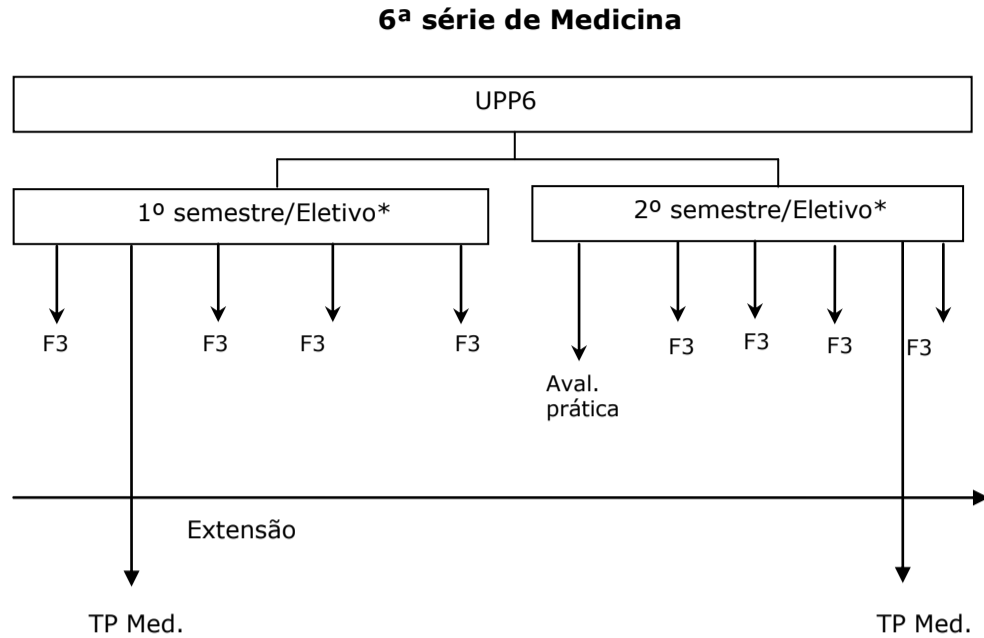 6ª série de Medicina
UPP6
1º semestre/Eletivo*
2º semestre/Eletivo*
F3
F3
F3
F3
F3
F3
F3
F3
Aval.
prática
Extensão
TP Med.
TP Med.